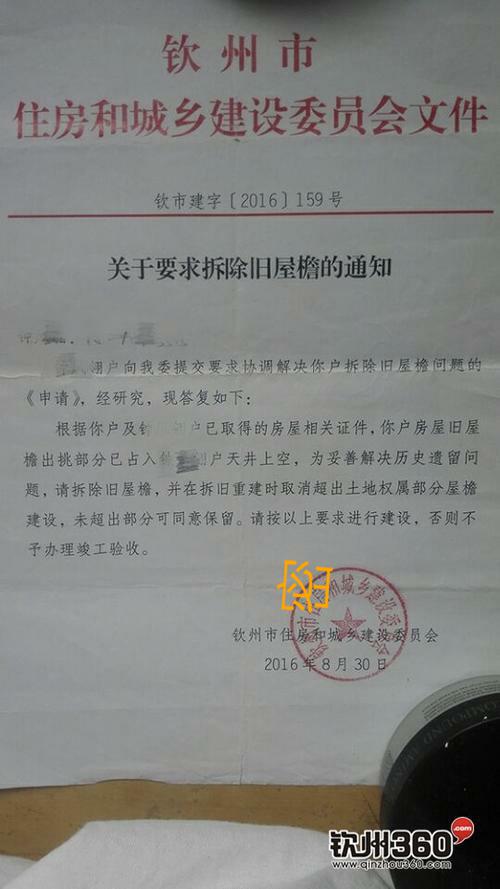 钦州市
住房和城乡建设委员会文件
钦市建字〔2016〕159号
关于要求拆除旧屋檐的通知
翊户向我委提交要求协调解决你户拆除旧屋檐问题的
《申请》,经研究,现答复如下:
根据你户及钟 户已取得的房屋相关证件,你户房屋旧屋
檐出挑部分已占入 户天井上空,为妥善解决历史遗留问
题,请拆除旧屋檐,并在拆旧重建时取消超出土地权属部分屋檐
建设,未超出部分可同意保留。请按以上要求进行建设,否则不
予办理竣工验收。
钦州市住房和城乡建设委员会
钦州市住房和城乡建设委员会
2016年8月30日
钦州360
.com
www.qinzhou360.com